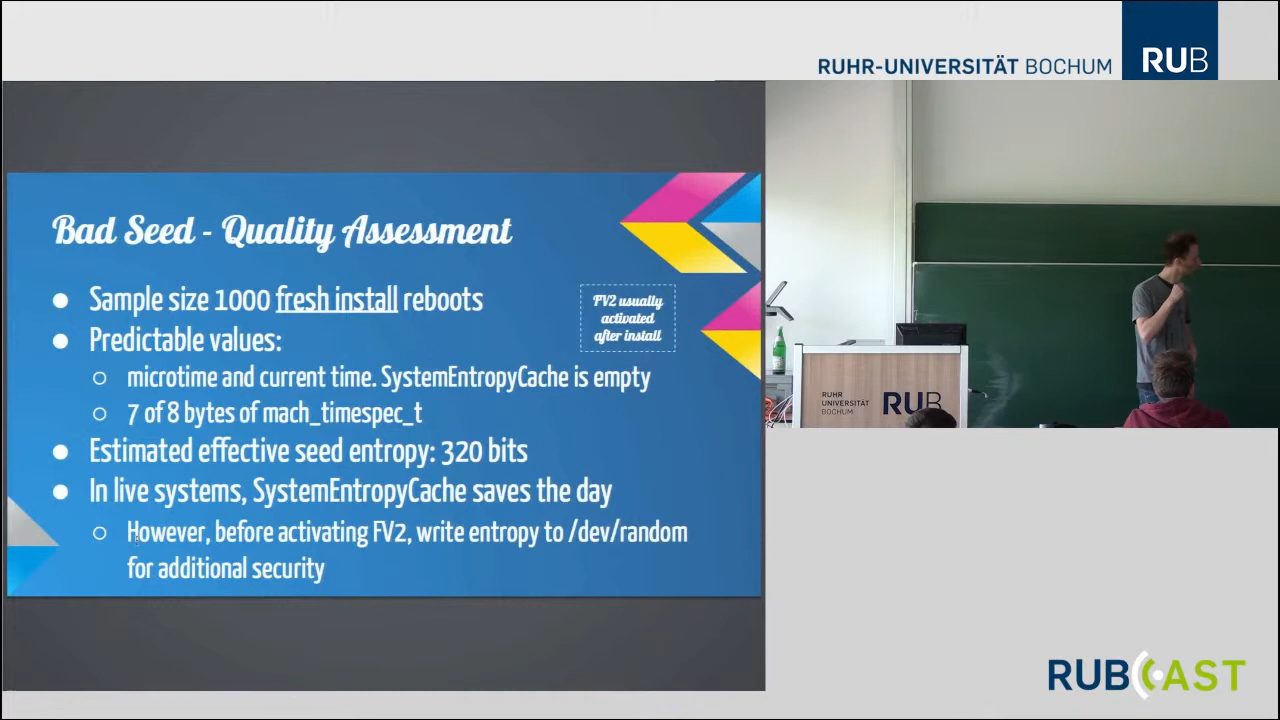 RUHR-UNIVERSITÄT BOCHUM
RUB
Bad Seed - Quality Assessment
Sample size 1000 fresh install reboots
FV2 usually
activated
after install
Predictable values:
microtime and current time. SystemEntropyCache is empty
7 of 8 bytes of mach_timespec_t
Estimated effective seed entropy: 320 bits
In live systems, SystemEntropyCache saves the day
However, before activating FV2, write entropy to /dev/random
for additional security
RUHR
UNIVERSITÄT
BOCHUM
RUB
RUBCAST